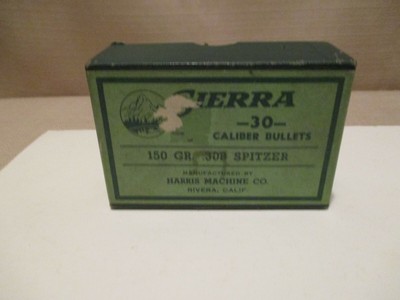 SIERRA
-30-
CALIBER BULLETS
150 GR. .308 SPITZER
MANUFACTURED BY
HARRIS MACHINE CO.
RIVERA, CALIF.